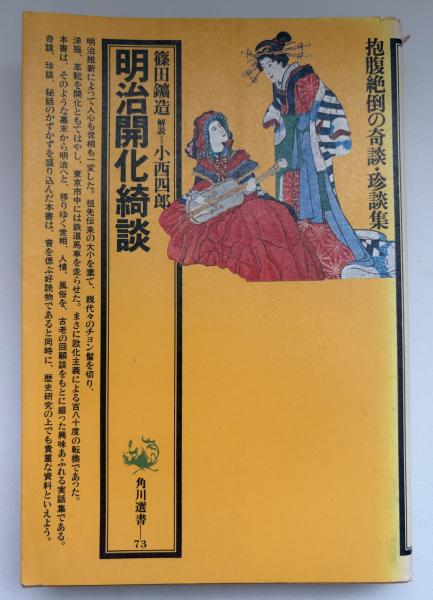 抱腹絶倒の奇談・珍談集
篠田鑛造 解説・小西四郎
明治開化綺談
明治維新によって人心も世相も一変した。祖先伝来の大小を棄て、親代々のチョン髷を切り、
洋服、革靴を開化ともてはやし、東京市中には鉄道馬車を走らせた。まさに欧化主義による百八十度の転換であった。
本書は、そのような幕末から明治へと、移りゆく世相、人情、風俗を、古老の回顧談をもとに綴った興味あふれる実話集である。
奇談、珍談、秘話のかずかずを盛り込んだ本書は、昔を偲ぶ好読物であると同時に、歴史研究の上でも貴重な資料といえよう。
角川選書—73